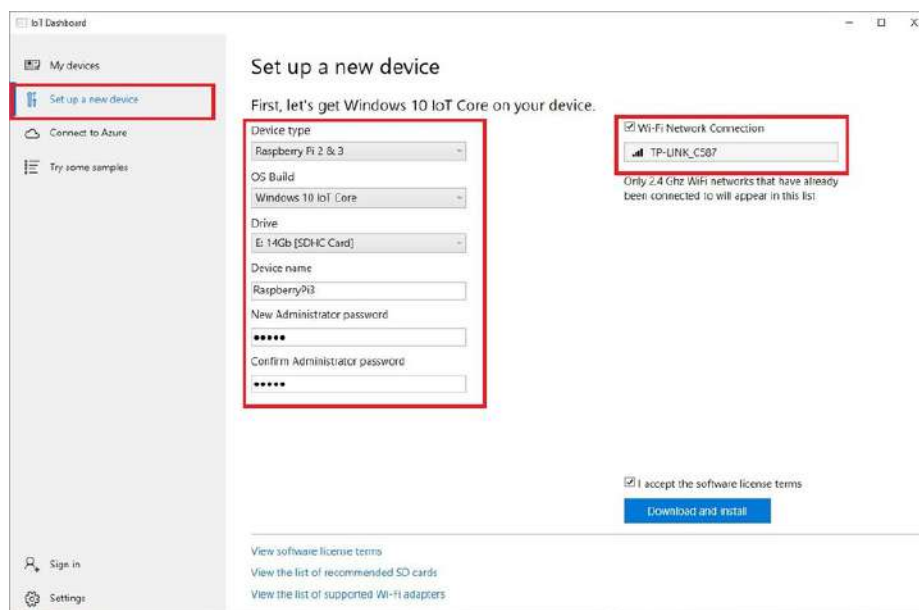 IoT Dashboard
My devices
Set up a new device
Connect to Azure
Try some samples
Sign in
Settings
Set up a new device
First, let's get Windows 10 IoT Core on your device.
Device type
Raspberry Pi 2 & 3
OS Build
Windows 10 IoT Core
Drive
E: 14Gb [SDHC Card]
Device name
RaspberryPi3
New Administrator password
•••••
Confirm Administrator password
•••••
Wi-Fi Network Connection
TP-LINK_C587
Only 2.4 Ghz WiFi networks that have already
been connected to will appear in this list
I accept the software license terms
Download and install
View software license terms
View the list of recommended SD cards
View the list of supported Wi-Fi adapters